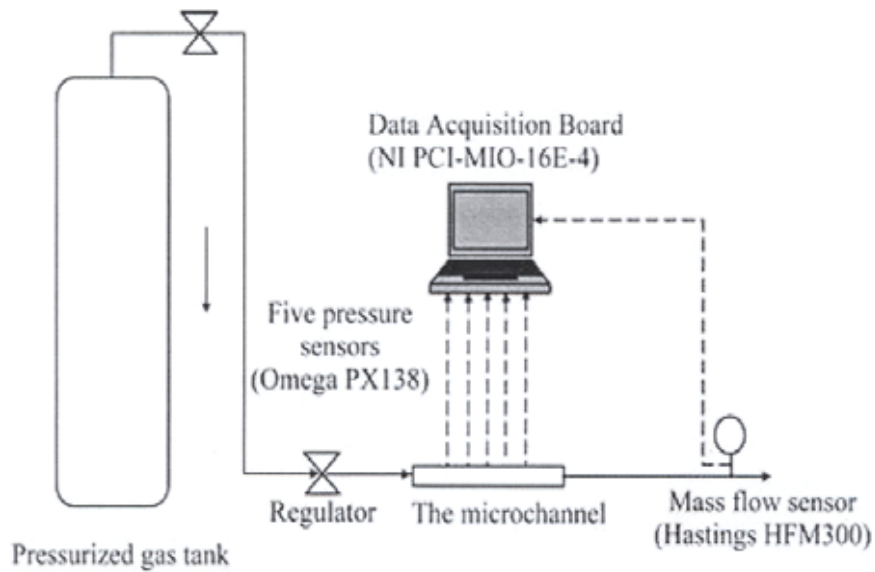 Data Acquisition Board
(NI PCI-MIO-16E-4)
Five pressure
sensors
(Omega PX138)
Regulator
The microchannel
Mass flow sensor
(Hastings HFM300)
Pressurized gas tank